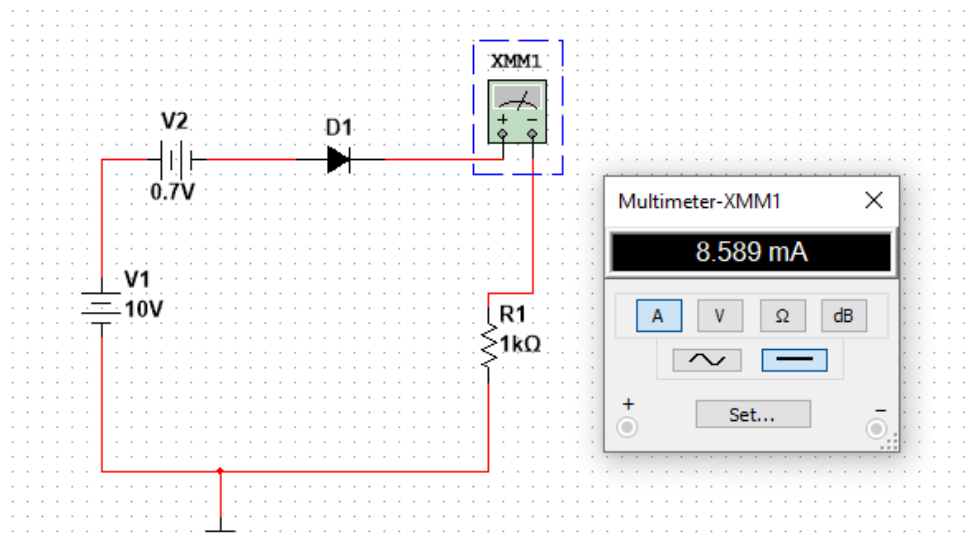 XMM1
+ −
V2
0.7V
D1
V1
10V
R1
1kΩ
Multimeter-XMM1
8.589 mA
A V Ω dB
+ Set... −